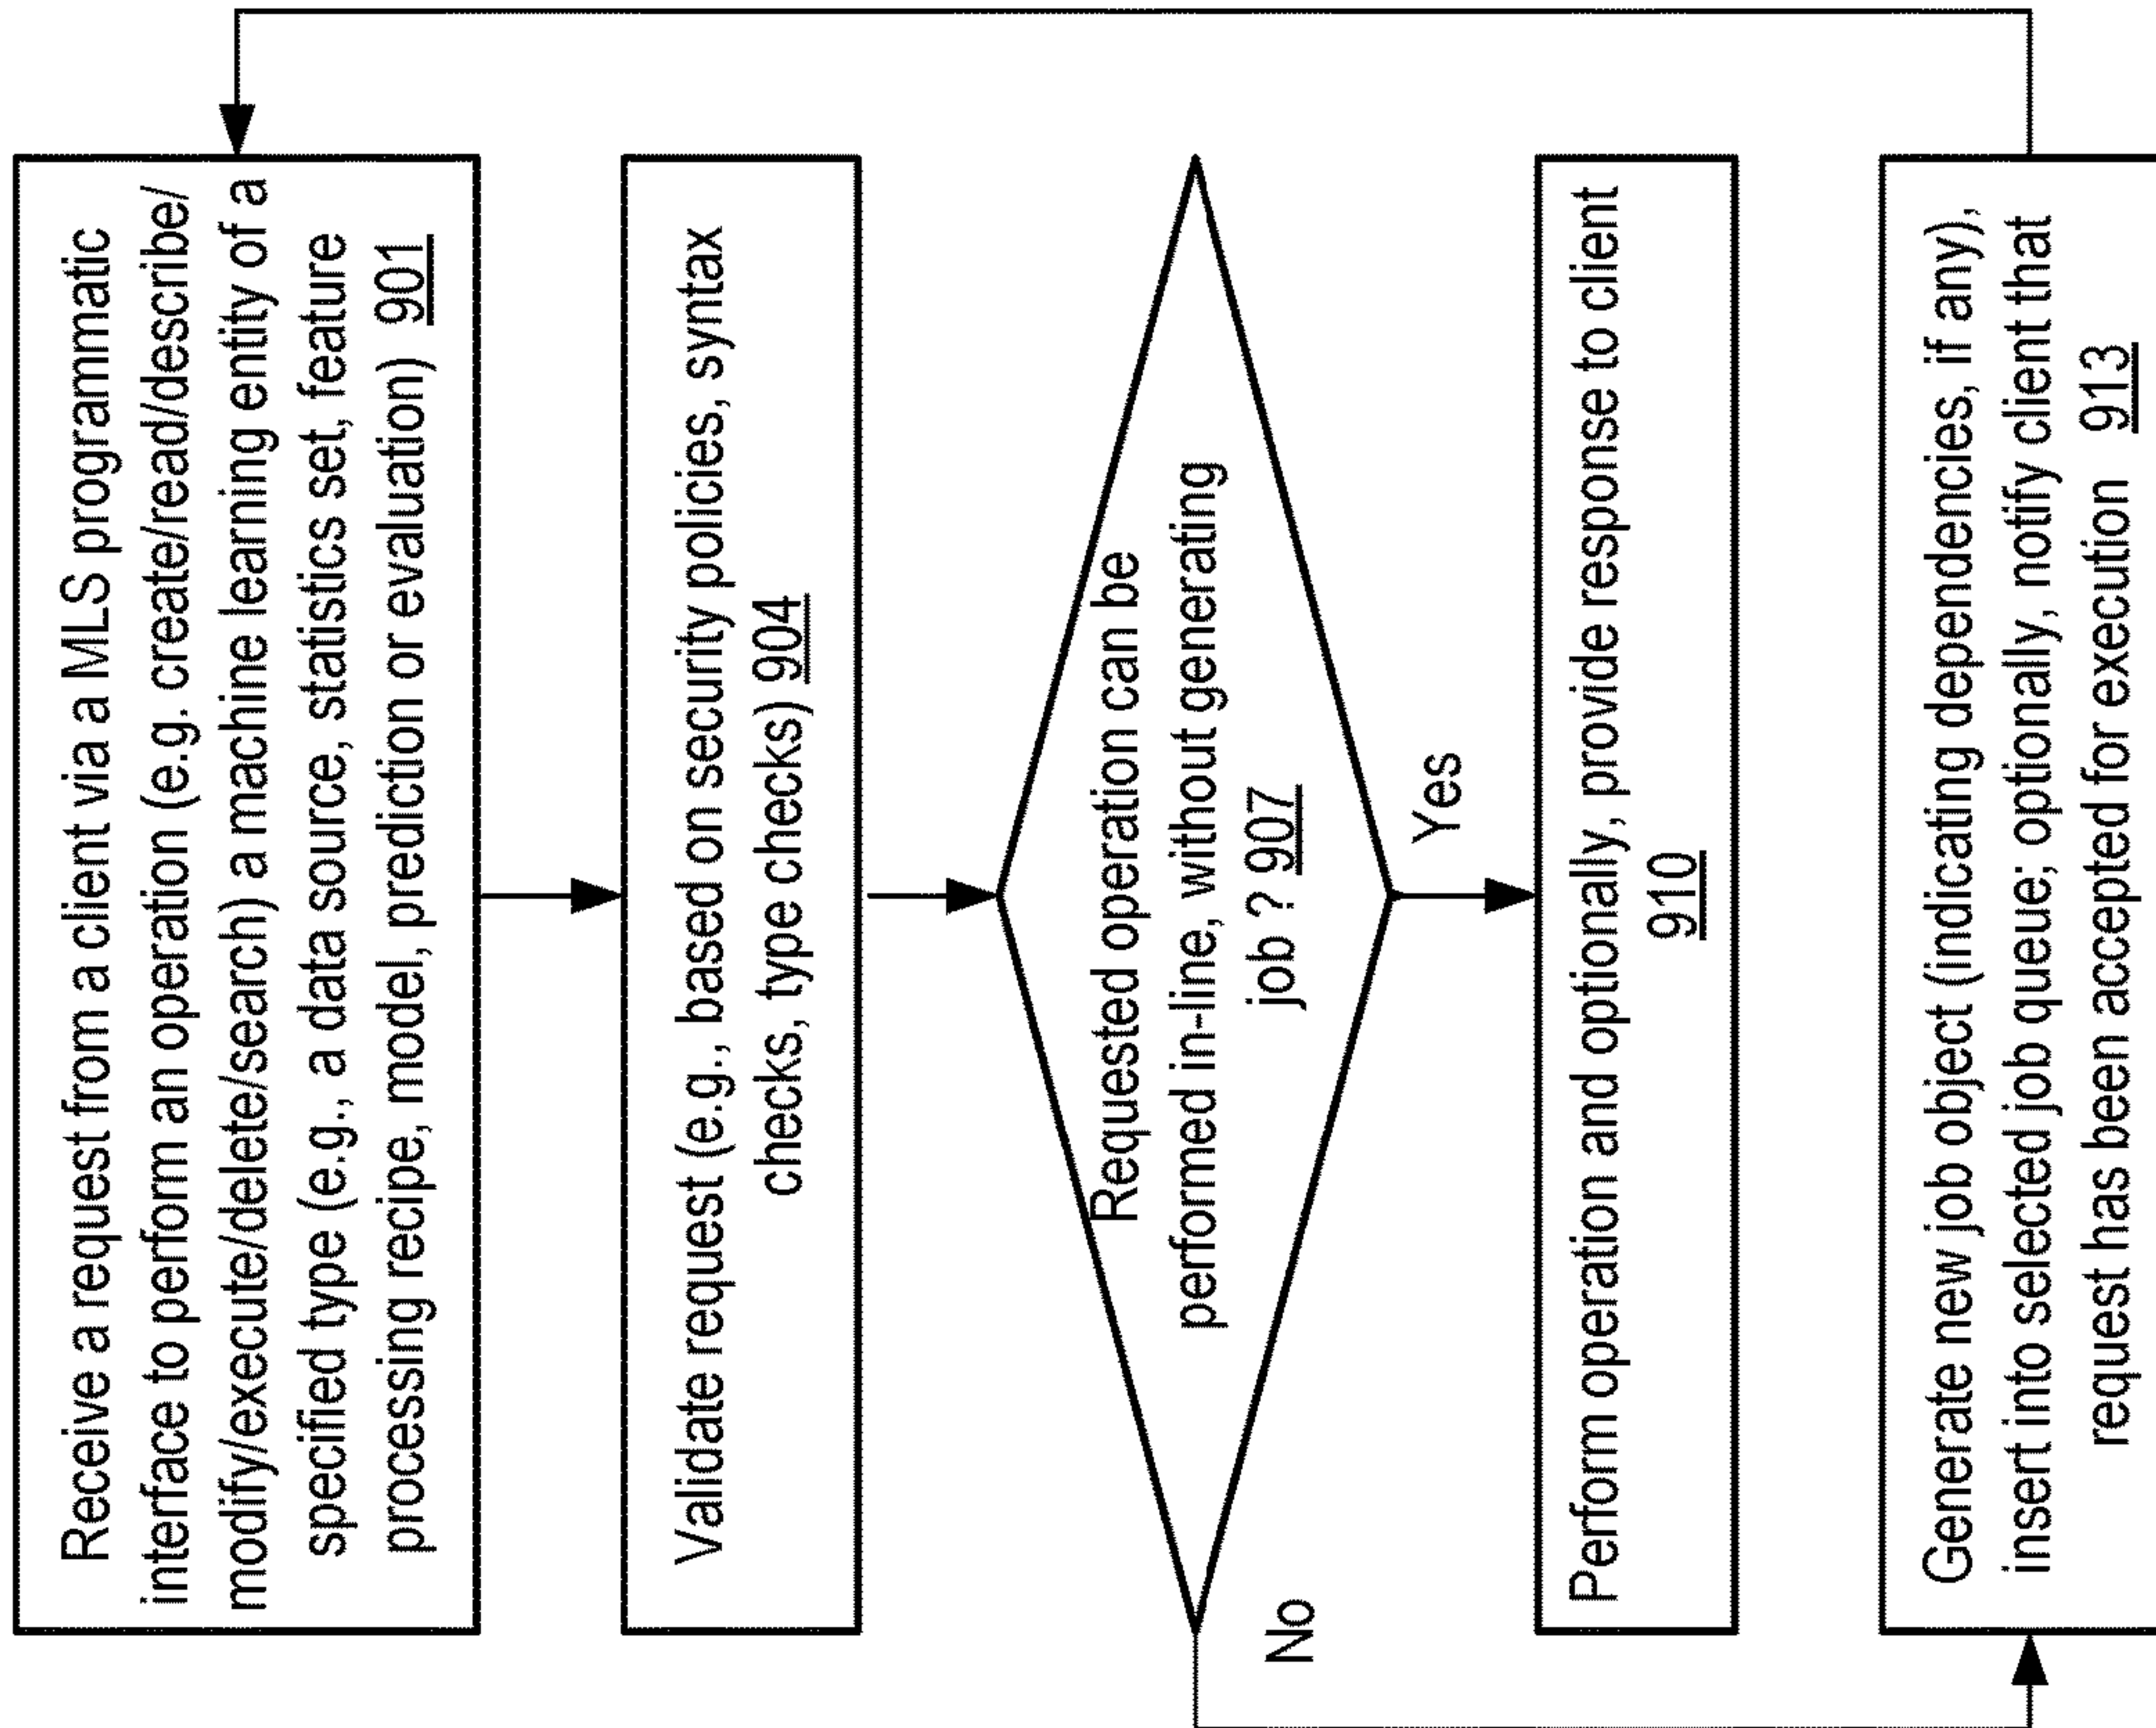 Receive a request from a client via a MLS programmatic
interface to perform an operation (e.g. create/read/describe/
modify/execute/delete/search) a machine learning entity of a
specified type (e.g., a data source, statistics set, feature
processing recipe, model, prediction or evaluation) 901
Validate request (e.g., based on security policies, syntax
checks, type checks) 904
Requested operation can be
performed in-line, without generating
job ? 907
Yes
No
Perform operation and optionally, provide response to client
910
Generate new job object (indicating dependencies, if any),
insert into selected job queue; optionally, notify client that
request has been accepted for execution 913